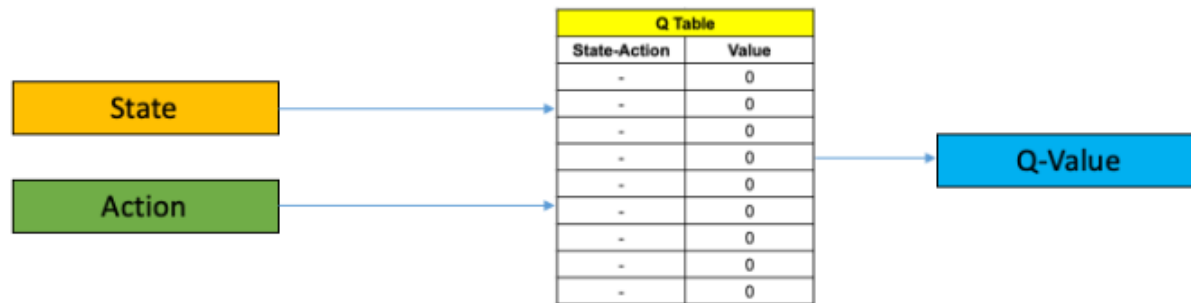 Q Table
State-Action Value
- 0
- 0
- 0
- 0
- 0
- 0
- 0
- 0
- 0
State
Action
Q-Value